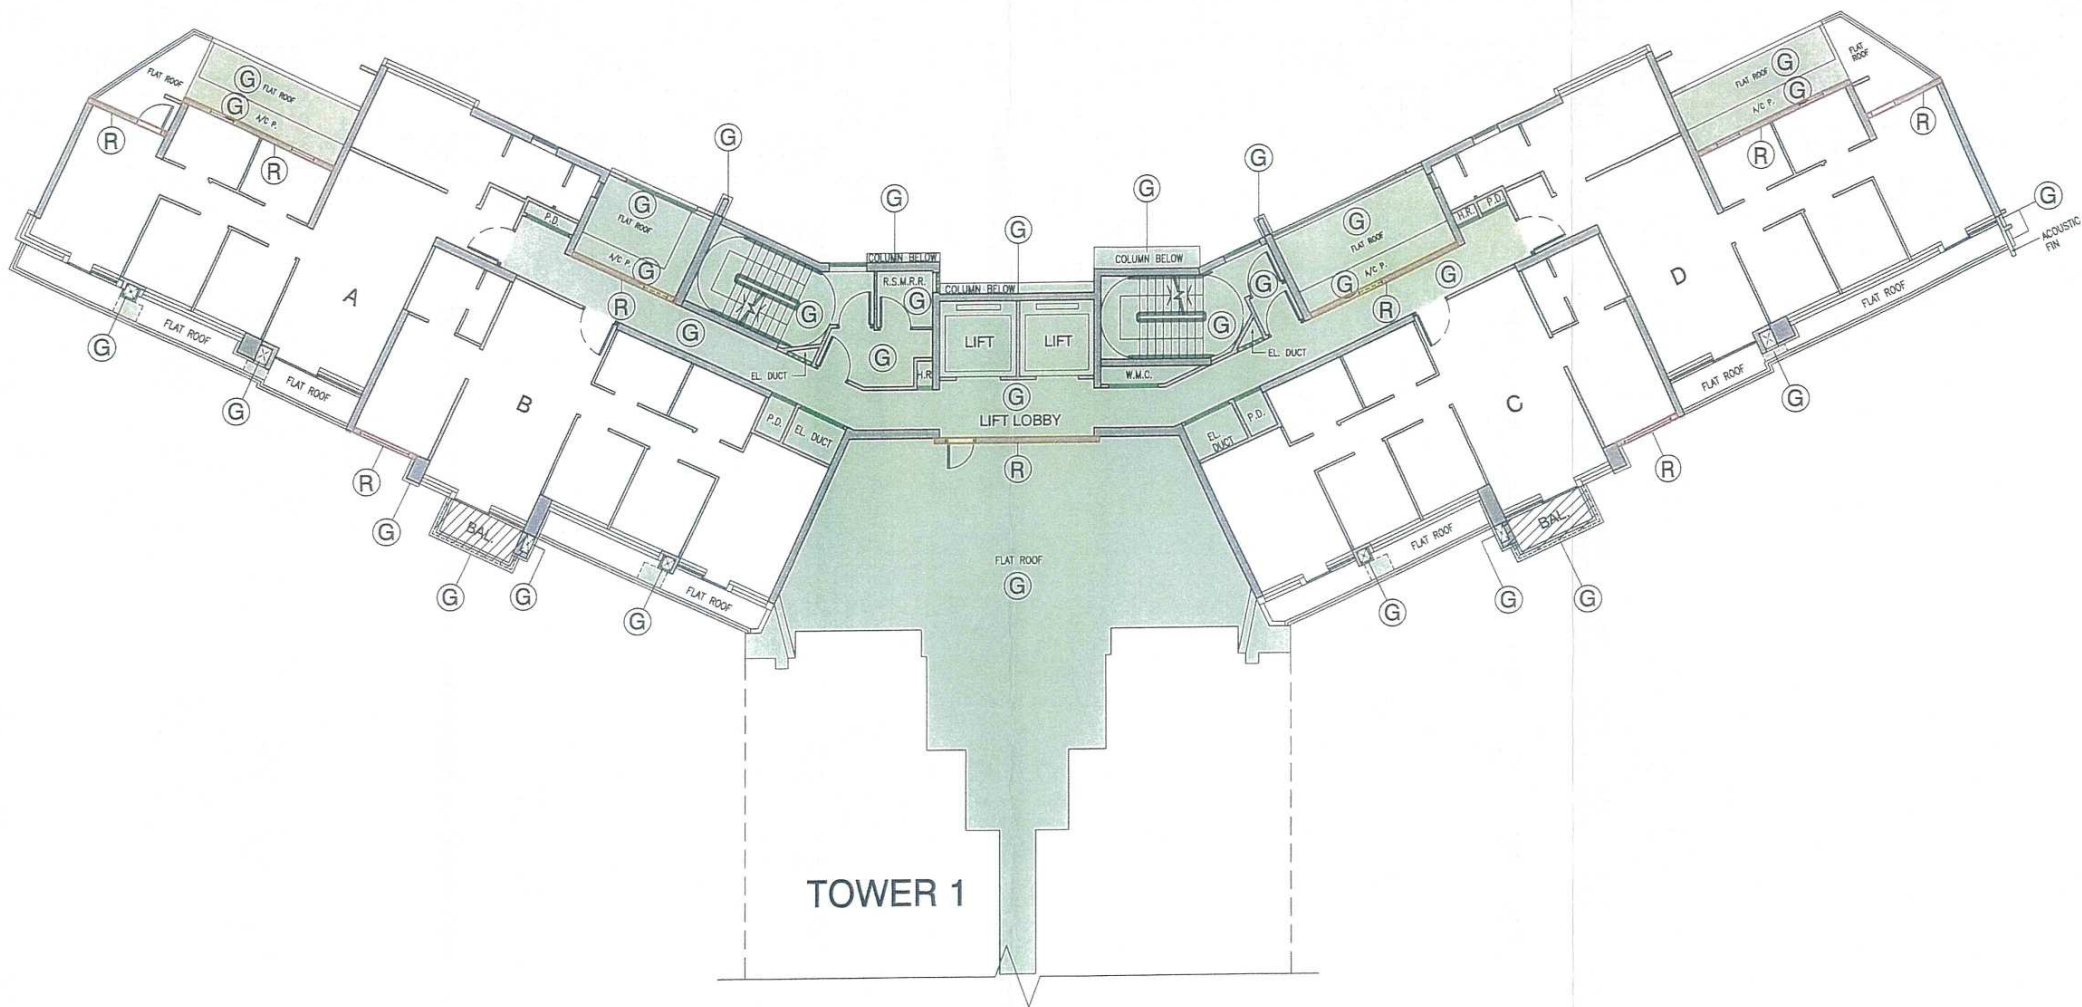 FLAT ROOF
G
FLAT ROOF
G
A/C P.
R
R
G
G
FLAT ROOF
A/C P.
G
R
P.D.
A
FLAT ROOF
G
FLAT ROOF
G
B
R
G
BAL.
G
G
FLAT ROOF
G
P.D.
EL. DUCT
G
G
EL. DUCT
G
COLUMN BELOW
R.S.M.R.R.
G
G
H.R.
G
COLUMN BELOW
LIFT
LIFT
G
LIFT LOBBY
R
FLAT ROOF
G
G
COLUMN BELOW
G
W.M.C.
G
G
EL. DUCT
G
FLAT ROOF
A/C P.
G
R
G
H.R.
P.D.
EL.
DUCT
P.D.
C
FLAT ROOF
G
G
BAL.
G
R
D
FLAT ROOF
G
FLAT ROOF
FLAT ROOF
G
A/C P.
G
R
FLAT
ROOF
R
G
ACOUSTIC
FIN
TOWER 1